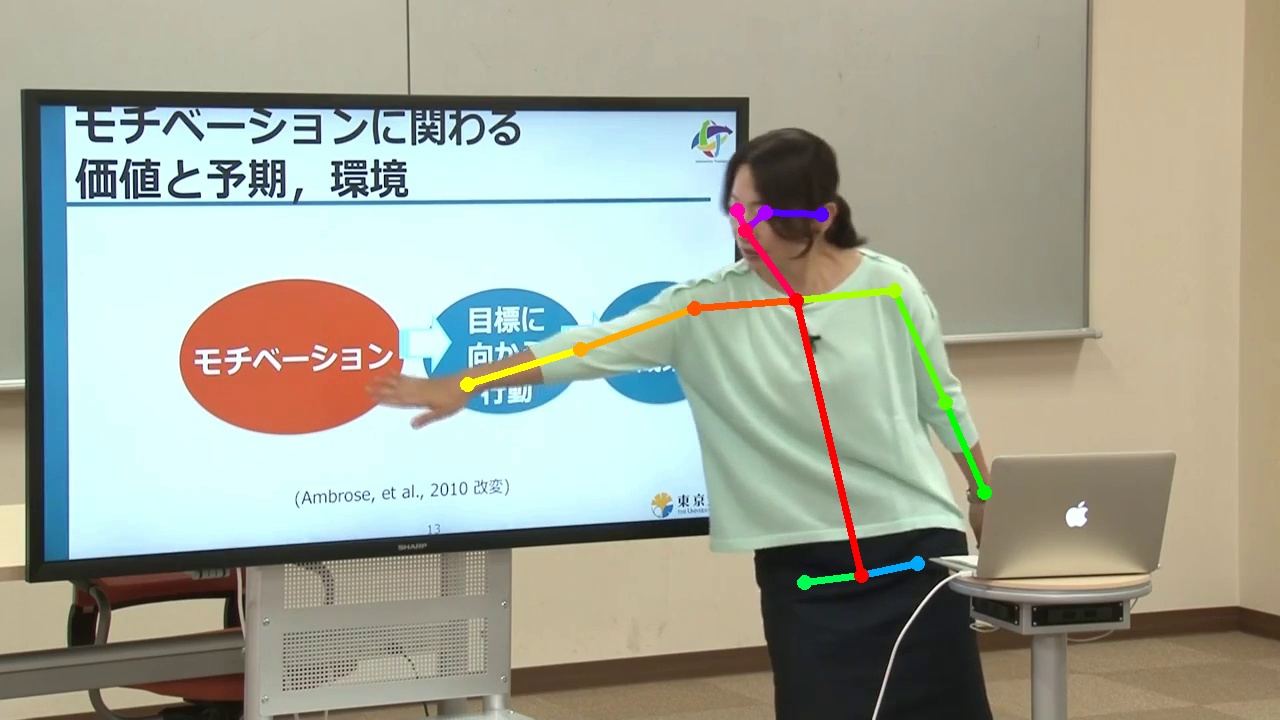 モチベーションに関わる
価値と予期，環境
モチベーション
目標に
向かう
行動
(Ambrose, et al., 2010 改変)
13
東京
SHARP